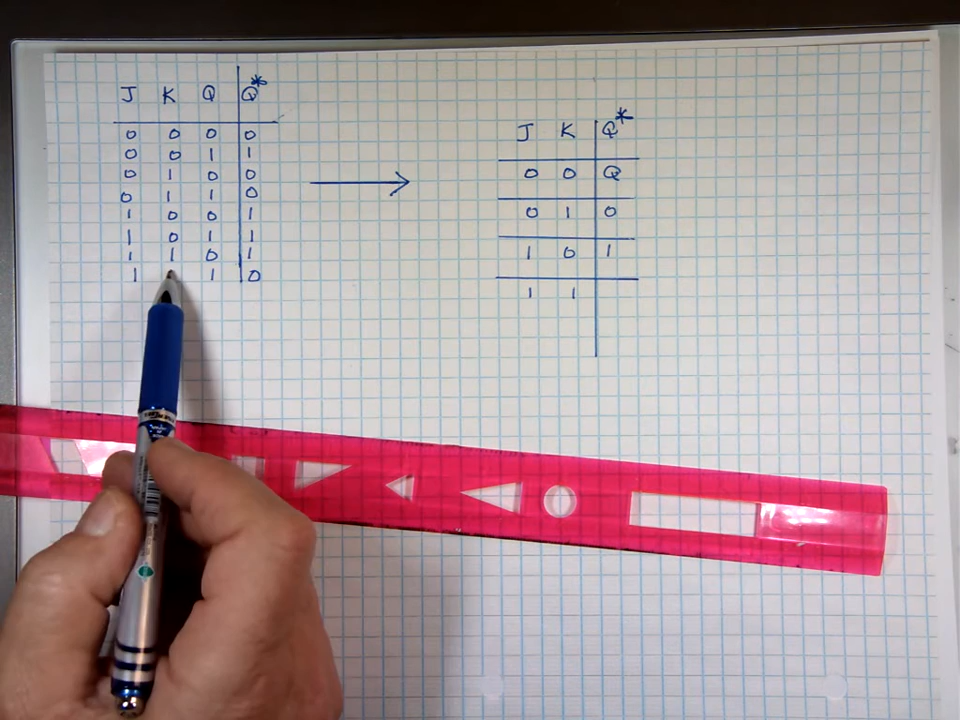 J K Q Q*
0 0 0 0
0 0 1 1
0 1 0 0
0 1 1 0
1 0 0 1
1 0 1 1
1 1 0 1
1 1 0
J K Q*
0 0 Q
0 1 0
1 0 1
1 1